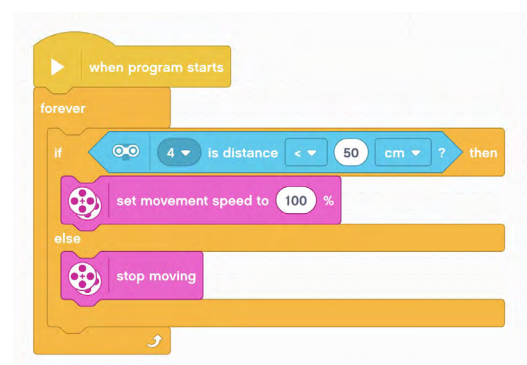 when program starts
forever
if 4 is distance < 50 cm ? then
set movement speed to 100 %
else
stop moving